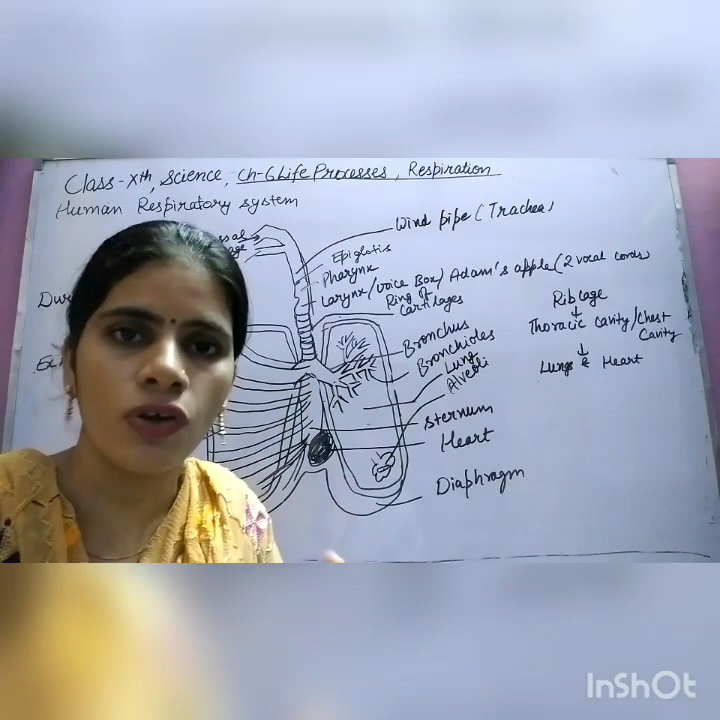 Class-Xth, Science, Ch-6 Life Processes, Respiration
Human Respiratory system
Wind pipe (Trachea)
Epiglotis
Pharynx
Larynx/voice Box/Adam's apple (2 vocal cords)
Ring of
cartilages
Ribcage
↓
Thoracic cavity/Chest
Cavity
↓
Lungs & Heart
Bronchus
Bronchioles
Lung
Alveoli
sternum
Heart
Diaphragm
InShOt